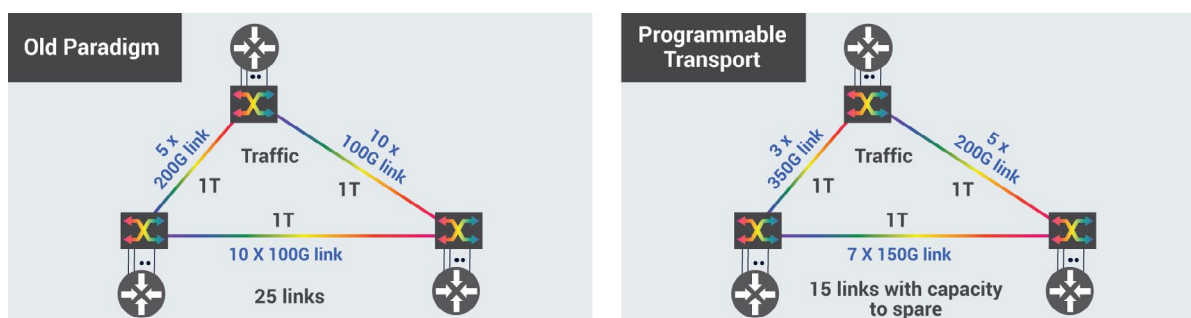 Old Paradigm
5 x
200G link
10 x
100G link
Traffic
1T
1T
1T
10 X 100G link
25 links
Programmable
Transport
3 x
350G link
5 x
200G link
Traffic
1T
1T
1T
7 X 150G link
15 links with capacity
to spare